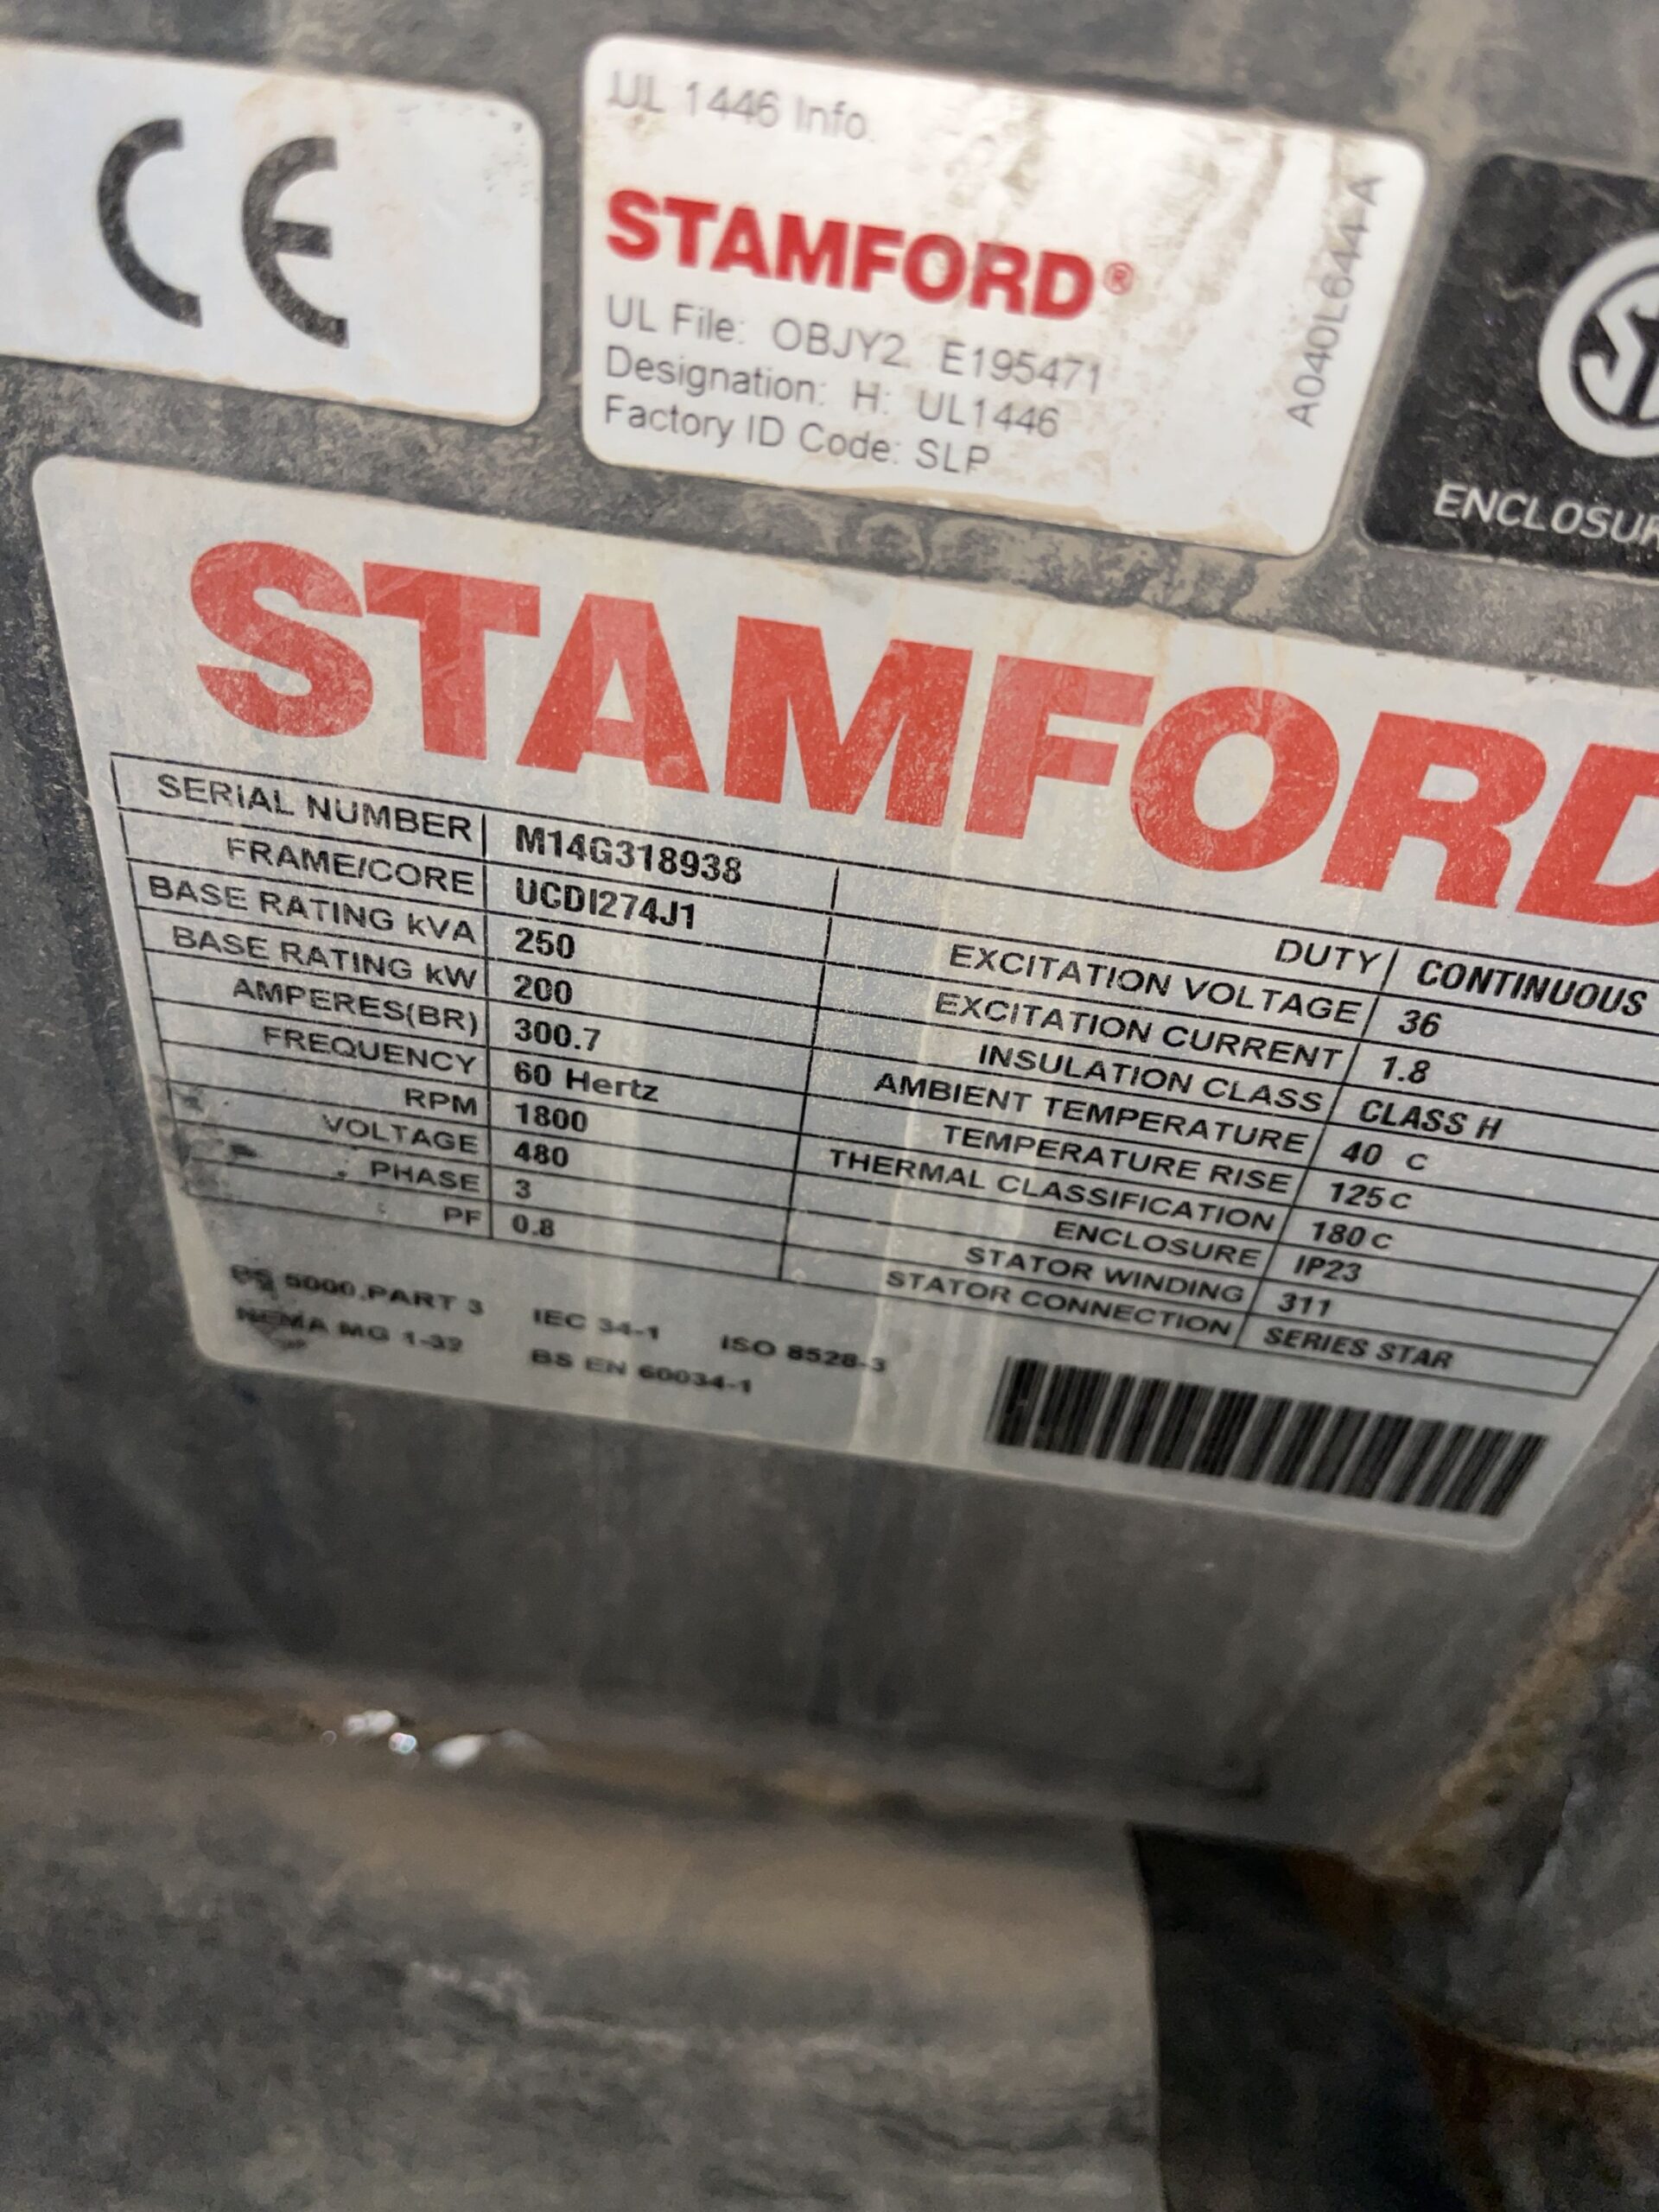 CE
UL 1446 Info.
STAMFORD®
UL File: OBJY2 E195471
Designation: H: UL1446
Factory ID Code: SLP
A040L644-A
ENCLOSUR
STAMFORD
SERIAL NUMBER M14G318938
FRAME/CORE UCDI274J1
BASE RATING kVA 250
BASE RATING kW 200
AMPERES(BR) 300.7
FREQUENCY 60 Hertz
RPM 1800
VOLTAGE 480
PHASE 3
PF 0.8
DUTY CONTINUOUS
EXCITATION VOLTAGE 36
EXCITATION CURRENT 1.8
INSULATION CLASS CLASS H
AMBIENT TEMPERATURE 40 C
TEMPERATURE RISE 125 C
THERMAL CLASSIFICATION 180 C
ENCLOSURE IP23
STATOR WINDING 311
STATOR CONNECTION SERIES STAR
BS 5000.PART 3 IEC 34-1 ISO 8528-3
NEMA MG 1-32 BS EN 60034-1